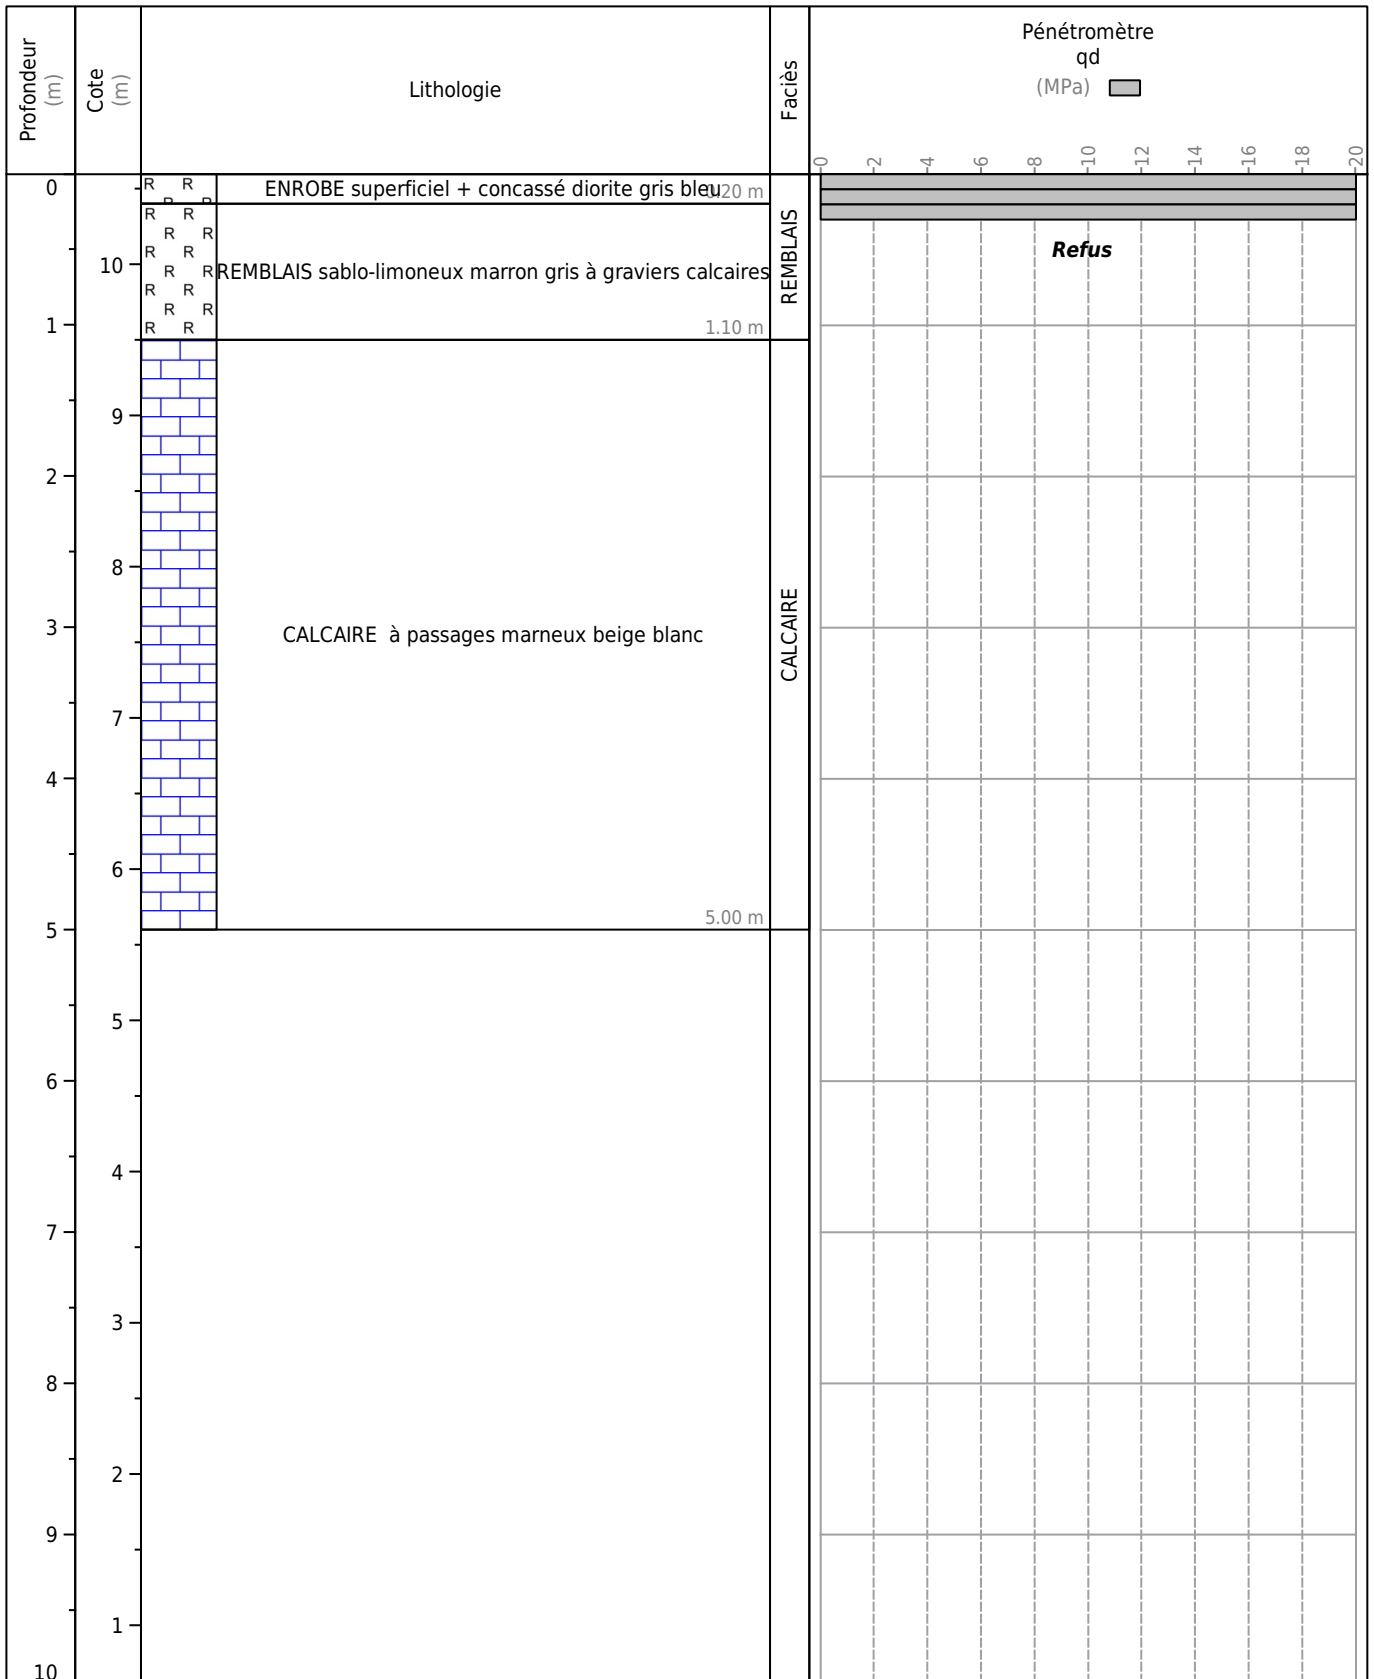 Profondeur
(m)
Cote
(m)
Lithologie
Faciès
Pénétromètre
qd
(MPa)
0
2
4
6
8
10
12
14
16
18
20
0
1
2
3
4
5
6
7
8
9
10
10
9
8
7
6
5
4
3
2
1
R R
R R
R R
R R
R R
R R
R R
R R
R R
ENROBE superficiel + concassé diorite gris bleu
0.20 m
REMBLAIS sablo-limoneux marron gris à graviers calcaires
1.10 m
CALCAIRE à passages marneux beige blanc
5.00 m
REMBLAIS
CALCAIRE
Refus